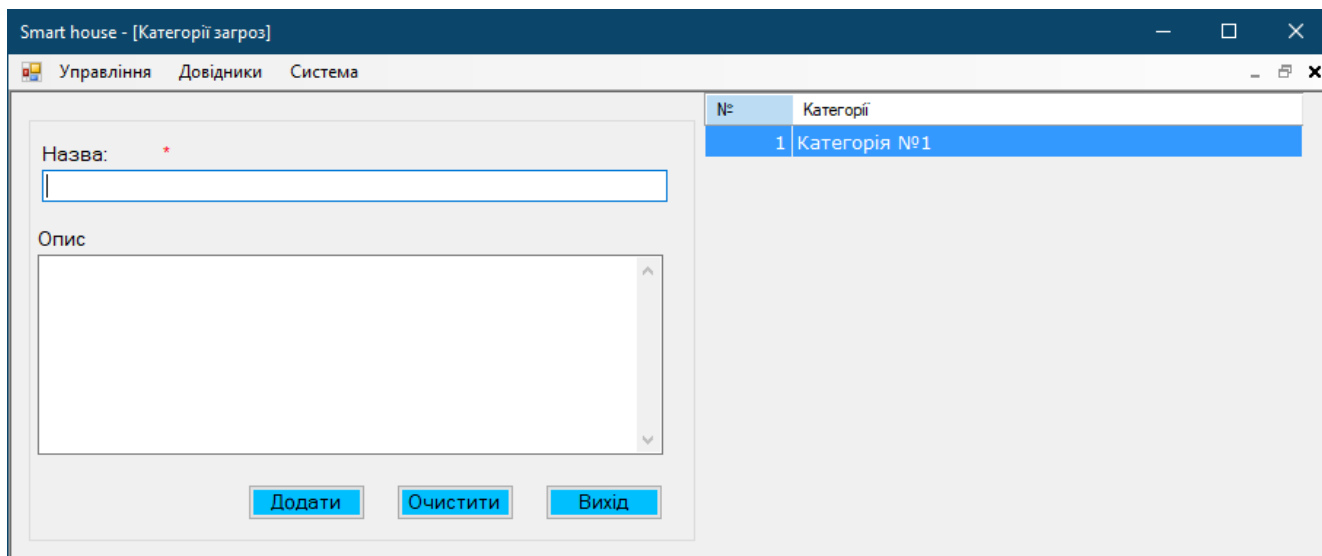 Smart house - [Категорії загроз]
Управління Довідники Система
Назва: *
Опис
Додати Очистити Вихід
№ Категорії
1 Категорія №1